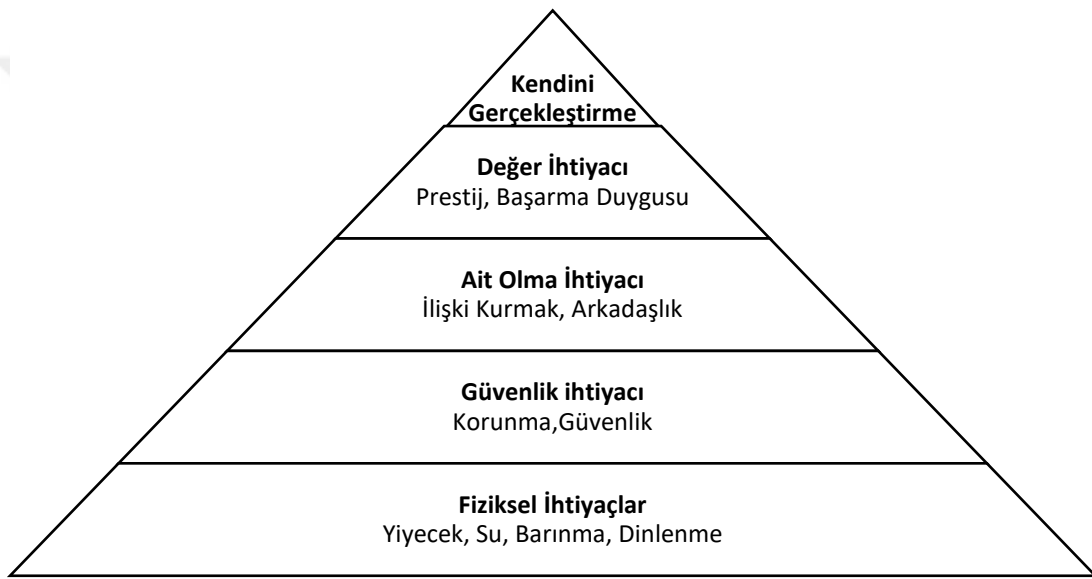 Kendini
Gerçekleştirme
Değer İhtiyacı
Prestij, Başarma Duygusu
Ait Olma İhtiyacı
İlişki Kurmak, Arkadaşlık
Güvenlik ihtiyacı
Korunma,Güvenlik
Fiziksel İhtiyaçlar
Yiyecek, Su, Barınma, Dinlenme